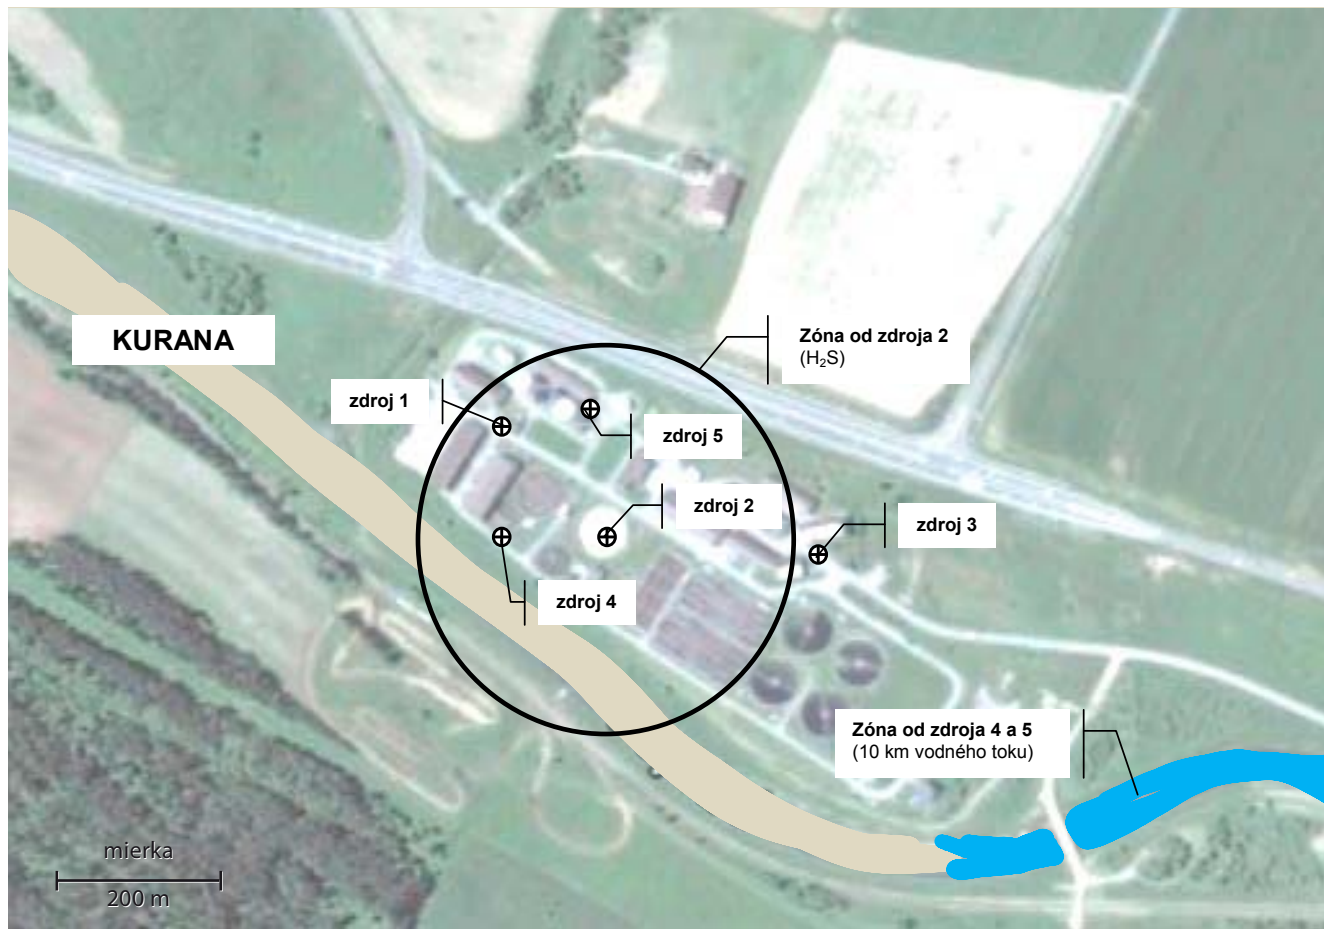 KURANA
Zóna od zdroja 2
(H₂S)
zdroj 1
zdroj 5
zdroj 2
zdroj 3
zdroj 4
Zóna od zdroja 4 a 5
(10 km vodného toku)
mierka
200 m